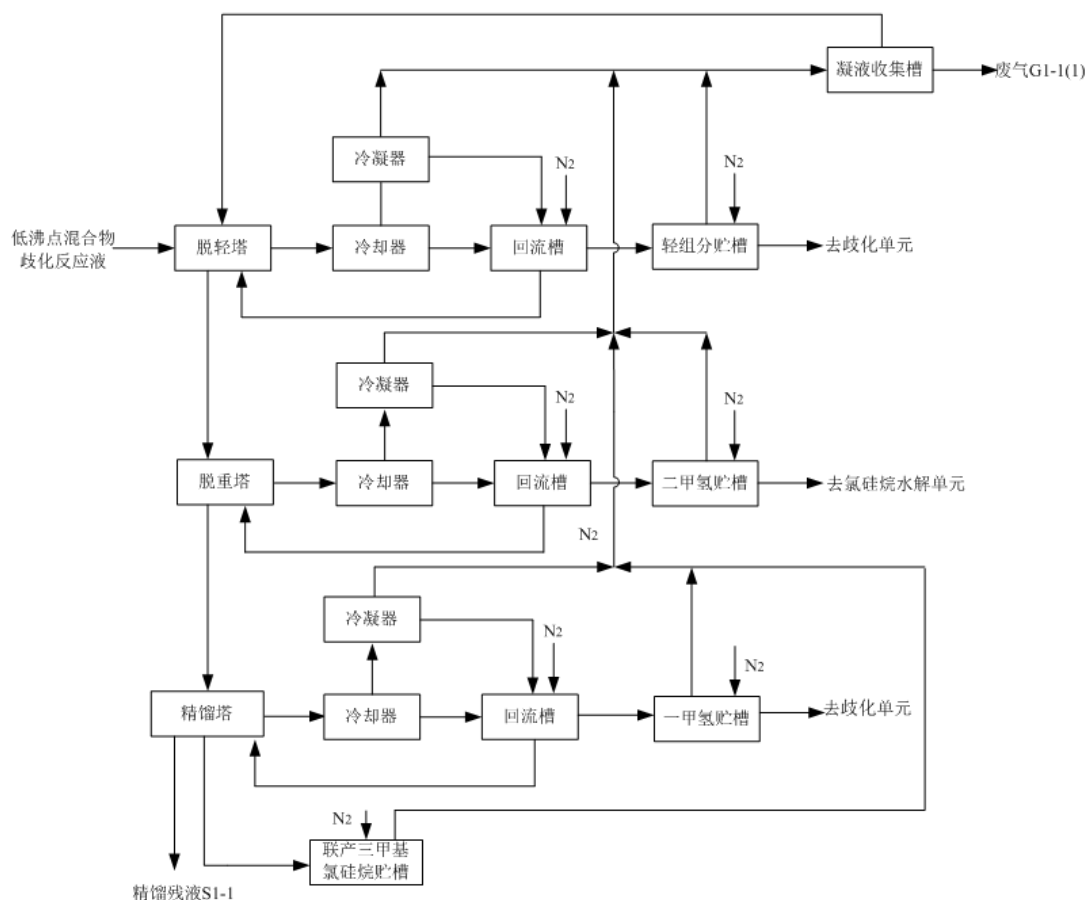 凝液收集槽
废气G1-1(1)
冷凝器
N2
N2
低沸点混合物
歧化反应液
脱轻塔
冷却器
回流槽
轻组分贮槽
去歧化单元
冷凝器
N2
N2
脱重塔
冷却器
回流槽
二甲氢贮槽
去氯硅烷水解单元
N2
冷凝器
N2
N2
精馏塔
冷却器
回流槽
一甲氢贮槽
去歧化单元
N2
联产三甲基
氯硅烷贮槽
精馏残液S1-1